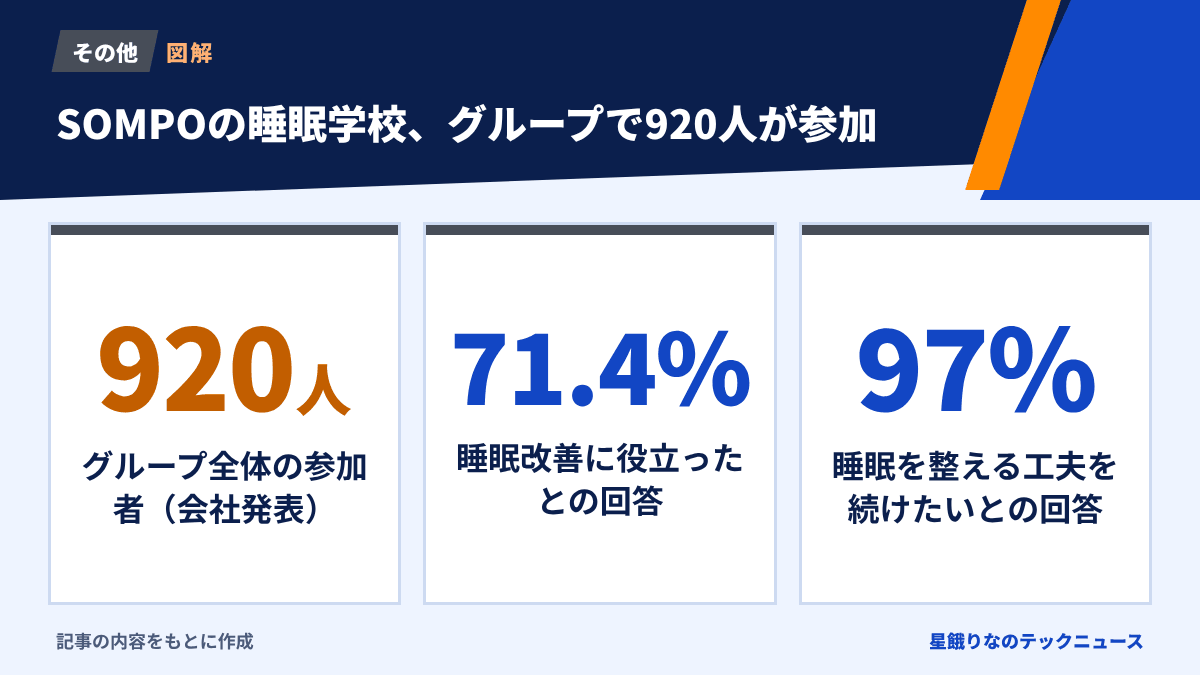 その他 図解
SOMPOの睡眠学校、グループで920人が参加
920人
グループ全体の参加
者（会社発表）
71.4%
睡眠改善に役立った
との回答
97%
睡眠を整える工夫を
続けたいとの回答
記事の内容をもとに作成
星餓りなのテックニュース